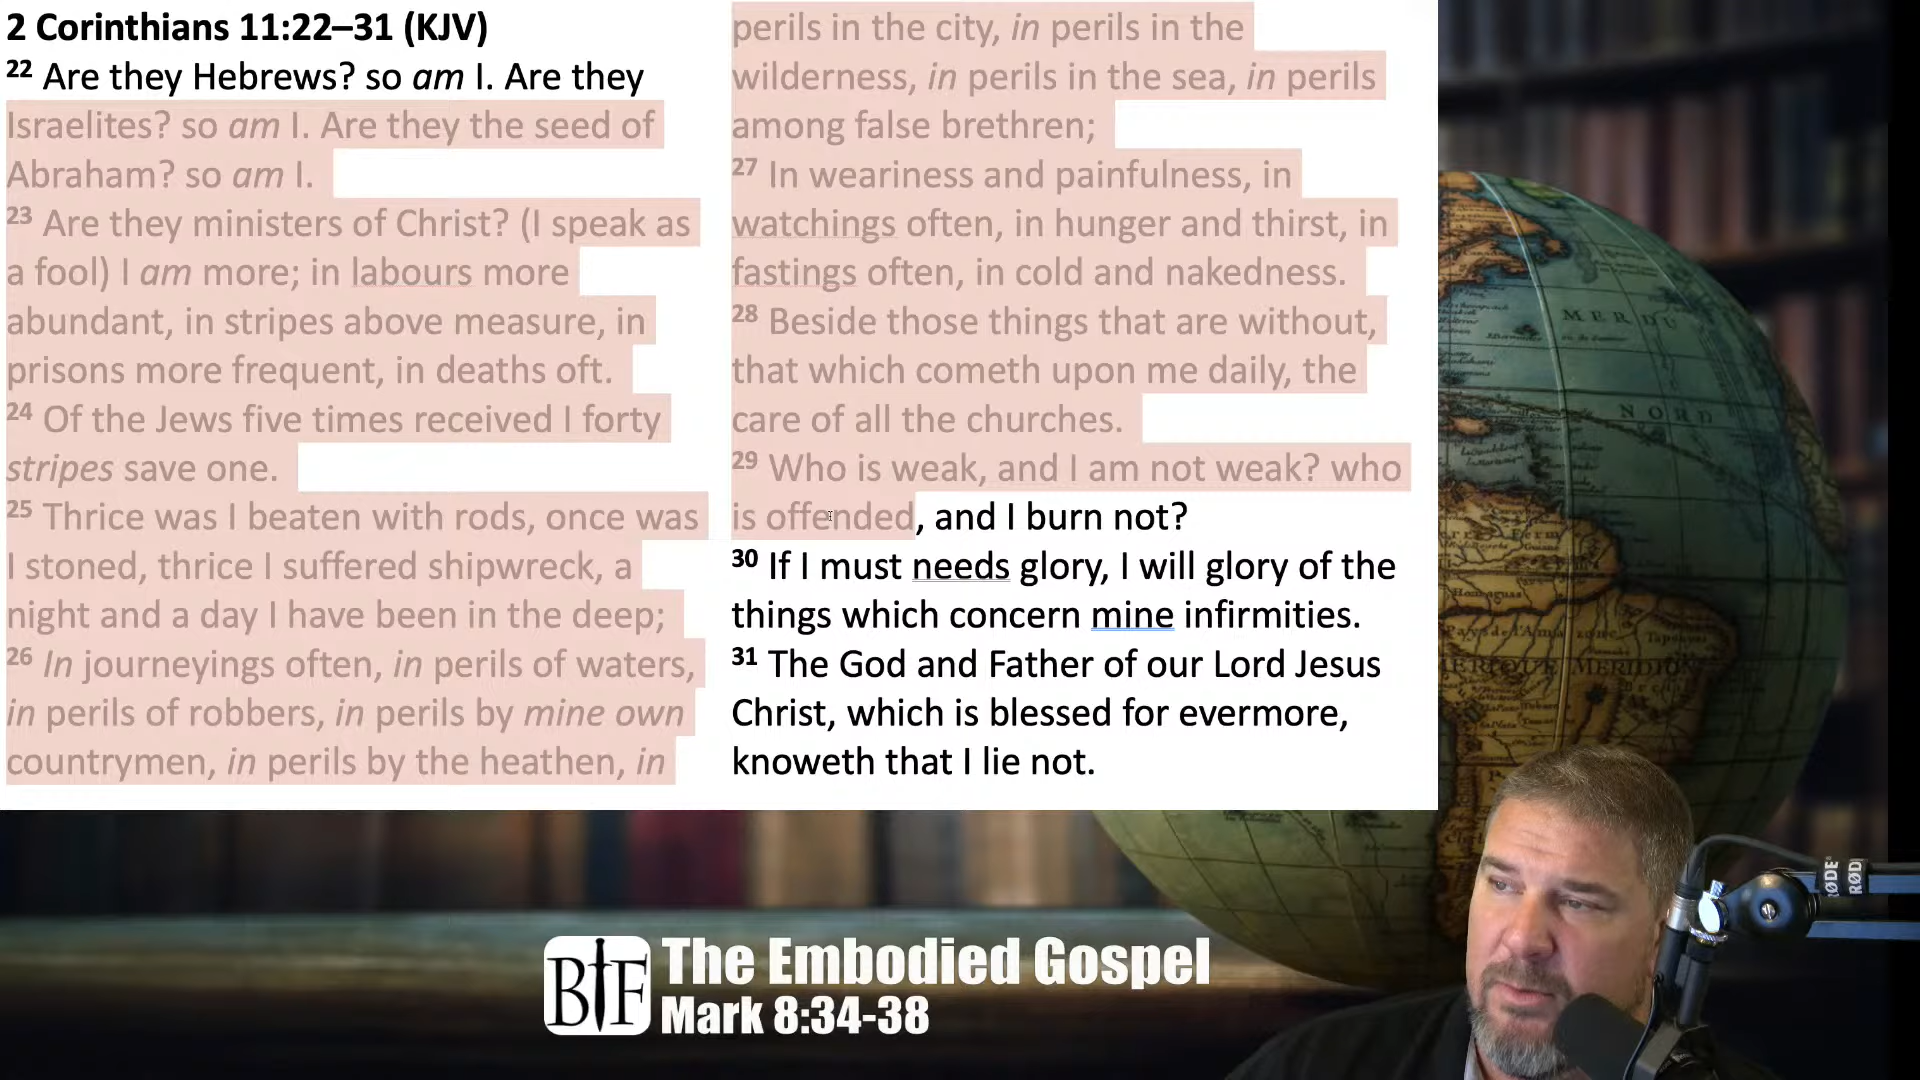 2 Corinthians 11:22–31 (KJV)
22 Are they Hebrews? so am I. Are they
Israelites? so am I. Are they the seed of
Abraham? so am I.
23 Are they ministers of Christ? (I speak as
a fool) I am more; in labours more
abundant, in stripes above measure, in
prisons more frequent, in deaths oft.
24 Of the Jews five times received I forty
stripes save one.
25 Thrice was I beaten with rods, once was
I stoned, thrice I suffered shipwreck, a
night and a day I have been in the deep;
26 In journeyings often, in perils of waters,
in perils of robbers, in perils by mine own
countrymen, in perils by the heathen, in
perils in the city, in perils in the
wilderness, in perils in the sea, in perils
among false brethren;
27 In weariness and painfulness, in
watchings often, in hunger and thirst, in
fastings often, in cold and nakedness.
28 Beside those things that are without,
that which cometh upon me daily, the
care of all the churches.
29 Who is weak, and I am not weak? who
is offended, and I burn not?
30 If I must needs glory, I will glory of the
things which concern mine infirmities.
31 The God and Father of our Lord Jesus
Christ, which is blessed for evermore,
knoweth that I lie not.
MERDU
NORD
BTF
The Embodied Gospel
Mark 8:34-38
RØDE